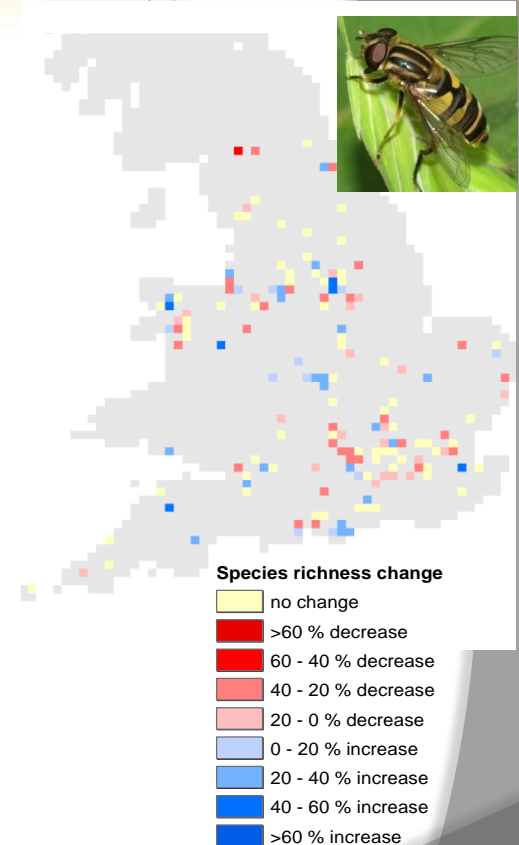 Species richness change
no change
>60 % decrease
60 - 40 % decrease
40 - 20 % decrease
20 - 0 % decrease
0 - 20 % increase
20 - 40 % increase
40 - 60 % increase
>60 % increase